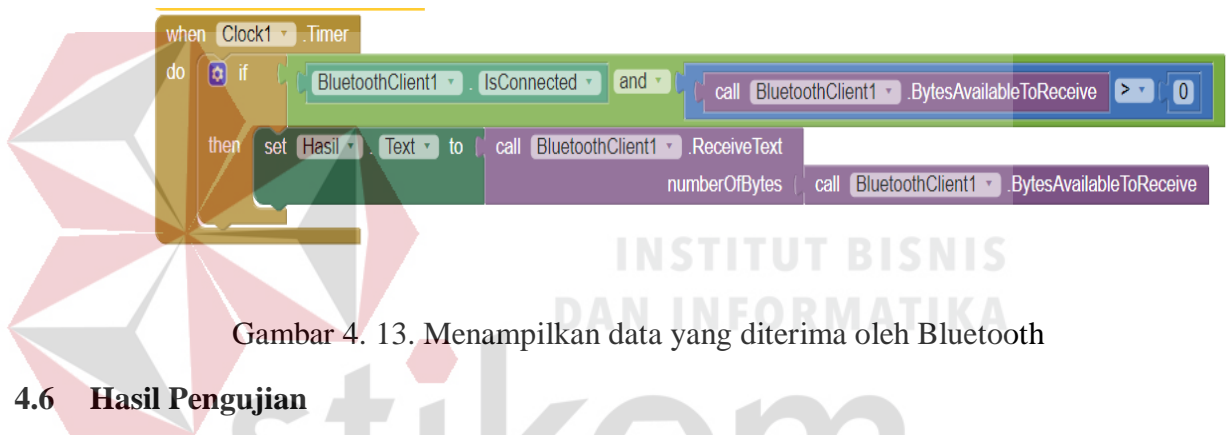 when Clock1 .Timer
do if BluetoothClient1 . IsConnected and call BluetoothClient1 .BytesAvailableToReceive > 0
then set Hasil . Text to call BluetoothClient1 .ReceiveText
numberOfBytes call BluetoothClient1 .BytesAvailableToReceive
INSTITUT BISNIS
DAN INFORMATIKA
Gambar 4. 13. Menampilkan data yang diterima oleh Bluetooth
4.6 Hasil Pengujian
stikom